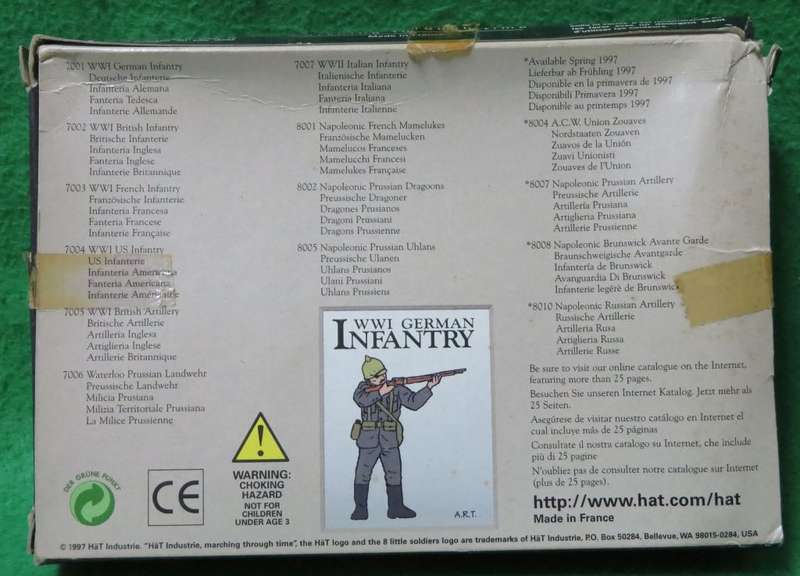 7001 WWI German Infantry
Deutsche Infanterie
Infanteria Alemana
Fanteria Tedesca
Infanterie Allemande
7002 WWI British Infantry
Britische Infanterie
Infanteria Inglesa
Fanteria Inglese
Infanterie Britannique
7003 WWI French Infantry
Französische Infanterie
Infanteria Francesa
Fanteria Francese
Infanterie Française
7004 WWI US Infantry
US Infanterie
Infanteria Americana
Fanteria Americana
Infanterie Américaine
7005 WWI British Artillery
Britische Artillerie
Artilleria Inglesa
Artiglieria Inglese
Artillerie Britannique
7006 Waterloo Prussian Landwehr
Preussische Landwehr
Milicia Prusiana
Milizia Territoriale Prussiana
La Milice Prussienne
7007 WWII Italian Infantry
Italienische Infanterie
Infanteria Italiana
Fanteria Italiana
Infanterie Italienne
8001 Napoleonic French Mamelukes
Französische Mamelucken
Mamelucos Franceses
Mamelucchi Francesi
Mamelukes Française
8002 Napoleonic Prussian Dragoons
Preussische Dragoner
Dragones Prusianos
Dragoni Prussiani
Dragons Prussienne
8005 Napoleonic Prussian Uhlans
Preussische Ulanen
Uhlans Prusianos
Ulani Prussiani
Uhlans Prussiens
*Available Spring 1997
Lieferbar ab Frühling 1997
Disponible en la primavera de 1997
Disponibili Primavera 1997
Disponible au printemps 1997
*8004 A.C.W. Union Zouaves
Nordstaaten Zouaven
Zuavos de la Unión
Zuavi Unionisti
Zouaves de l'Union
*8007 Napoleonic Prussian Artillery
Preussische Artillerie
Artillería Prusiana
Artiglieria Prusiana
Artillerie Prussienne
*8008 Napoleonic Brunswick Avante Garde
Braunschweigische Avantgarde
Infantería de Brunswick
Avanguardia Di Brunswick
Infanterie legèrè de Brunswick
*8010 Napoleonic Russian Artillery
Russische Artillerie
Artilleria Rusa
Artiglieria Russa
Artillerie Russe
Be sure to visit our online catalogue on the Internet,
featuring more than 25 pages.
Besuchen Sie unseren Internet Katalog. Jetzt mehr als
25 Seiten.
Asegúrese de visitar nuestro catálogo en Internet el
cual incluye más de 25 páginas
Consultate il nostra catalogo su Internet, che include
più di 25 pagine
N'oubliez pas de consulter notre catalogue sur Internet
(plus de 25 pages).
http://www.hat.com/hat
Made in France
WWI GERMAN
INFANTRY
A.R.T.
DER GRÜNE PUNKT
CE
WARNING:
CHOKING
HAZARD
NOT FOR
CHILDREN
UNDER AGE 3
© 1997 HäT Industrie. "HäT Industrie, marching through time", the HäT logo and the 8 little soldiers logo are trademarks of HäT Industrie, P.O. Box 50284, Bellevue, WA 98015-0284, USA